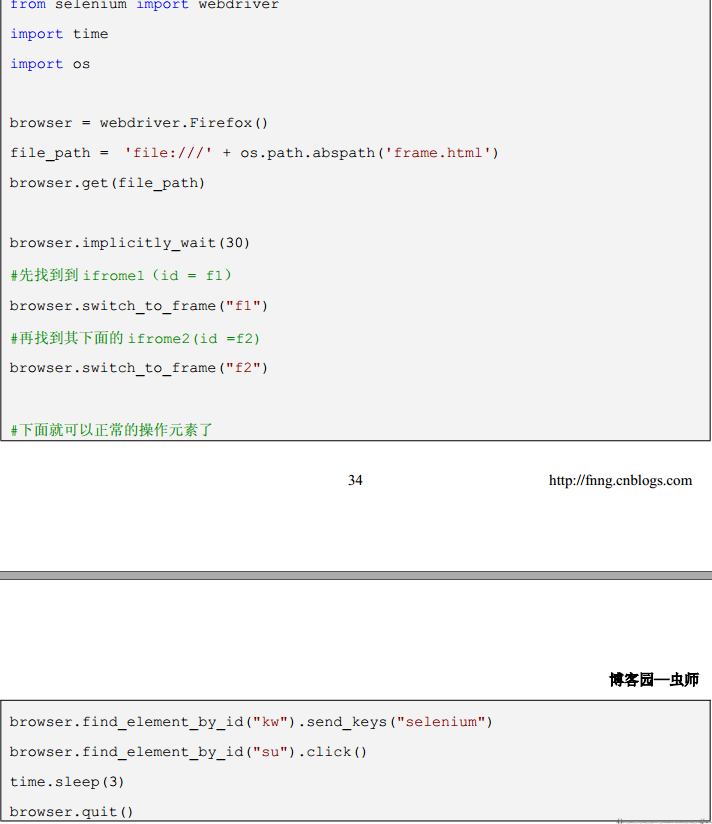 from selenium import webdriver
import time
import os
browser = webdriver.Firefox()
file_path = 'file:///' + os.path.abspath('frame.html')
browser.get(file_path)
browser.implicitly_wait(30)
#先找到到 ifrome1（id = f1）
browser.switch_to_frame("f1")
#再找到其下面的 ifrome2(id =f2)
browser.switch_to_frame("f2")
#下面就可以正常的操作元素了
34 http://fnng.cnblogs.com
博客园—虫师
browser.find_element_by_id("kw").send_keys("selenium")
browser.find_element_by_id("su").click()
time.sleep(3)
browser.quit()